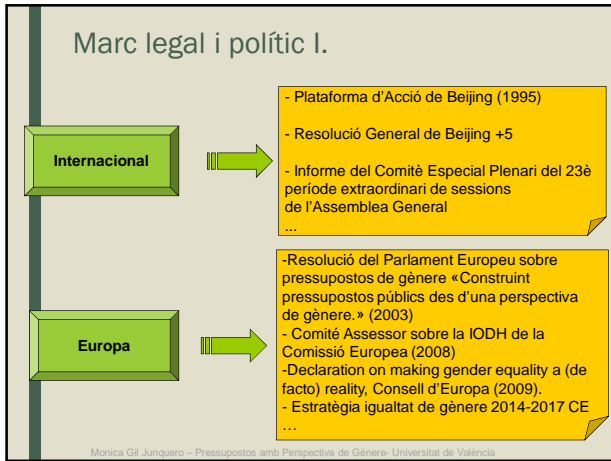 Marc legal i polític I.
Internacional
- Plataforma d'Acció de Beijing (1995)
- Resolució General de Beijing +5
- Informe del Comitè Especial Plenari del 23è
període extraordinari de sessions
de l'Assemblea General
...
Europa
-Resolució del Parlament Europeu sobre
pressupostos de gènere «Construint
pressupostos públics des d'una perspectiva
de gènere.» (2003)
- Comité Assessor sobre la IODH de la
Comissió Europea (2008)
-Declaration on making gender equality a (de
facto) reality, Consell d'Europa (2009).
- Estratègia igualtat de gènere 2014-2017 CE
…
Monica Gil Junquero – Pressupostos amb Perspectiva de Gènere- Universitat de València